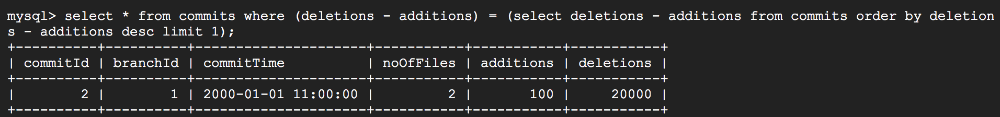 mysql> select * from commits where (deletions - additions) = (select deletions - additions from commits order by deletion
s - additions desc limit 1);
+----------+----------+---------------------+-----------+-----------+-----------+
| commitId | branchId | commitTime          | noOfFiles | additions | deletions |
+----------+----------+---------------------+-----------+-----------+-----------+
|        2 |        1 | 2000-01-01 11:00:00 |         2 |       100 |     20000 |
+----------+----------+---------------------+-----------+-----------+-----------+